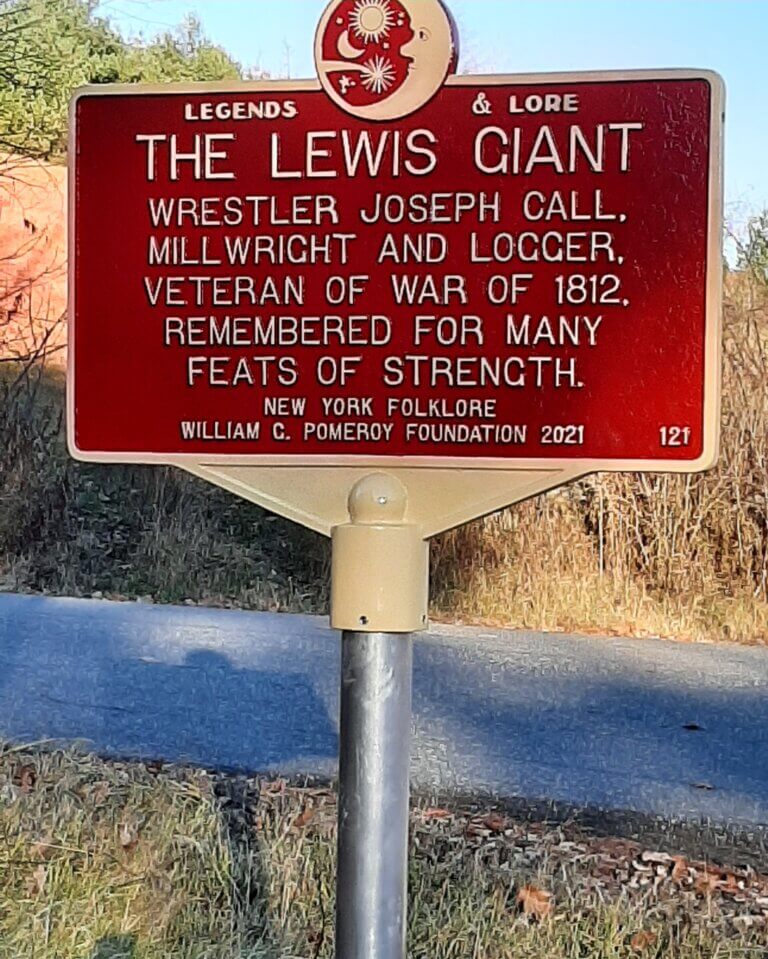 LEGENDS & LORE
THE LEWIS GIANT
WRESTLER JOSEPH CALL,
MILLWRIGHT AND LOGGER,
VETERAN OF WAR OF 1812,
REMEMBERED FOR MANY
FEATS OF STRENGTH.
NEW YORK FOLKLORE
WILLIAM G. POMEROY FOUNDATION 2021 121